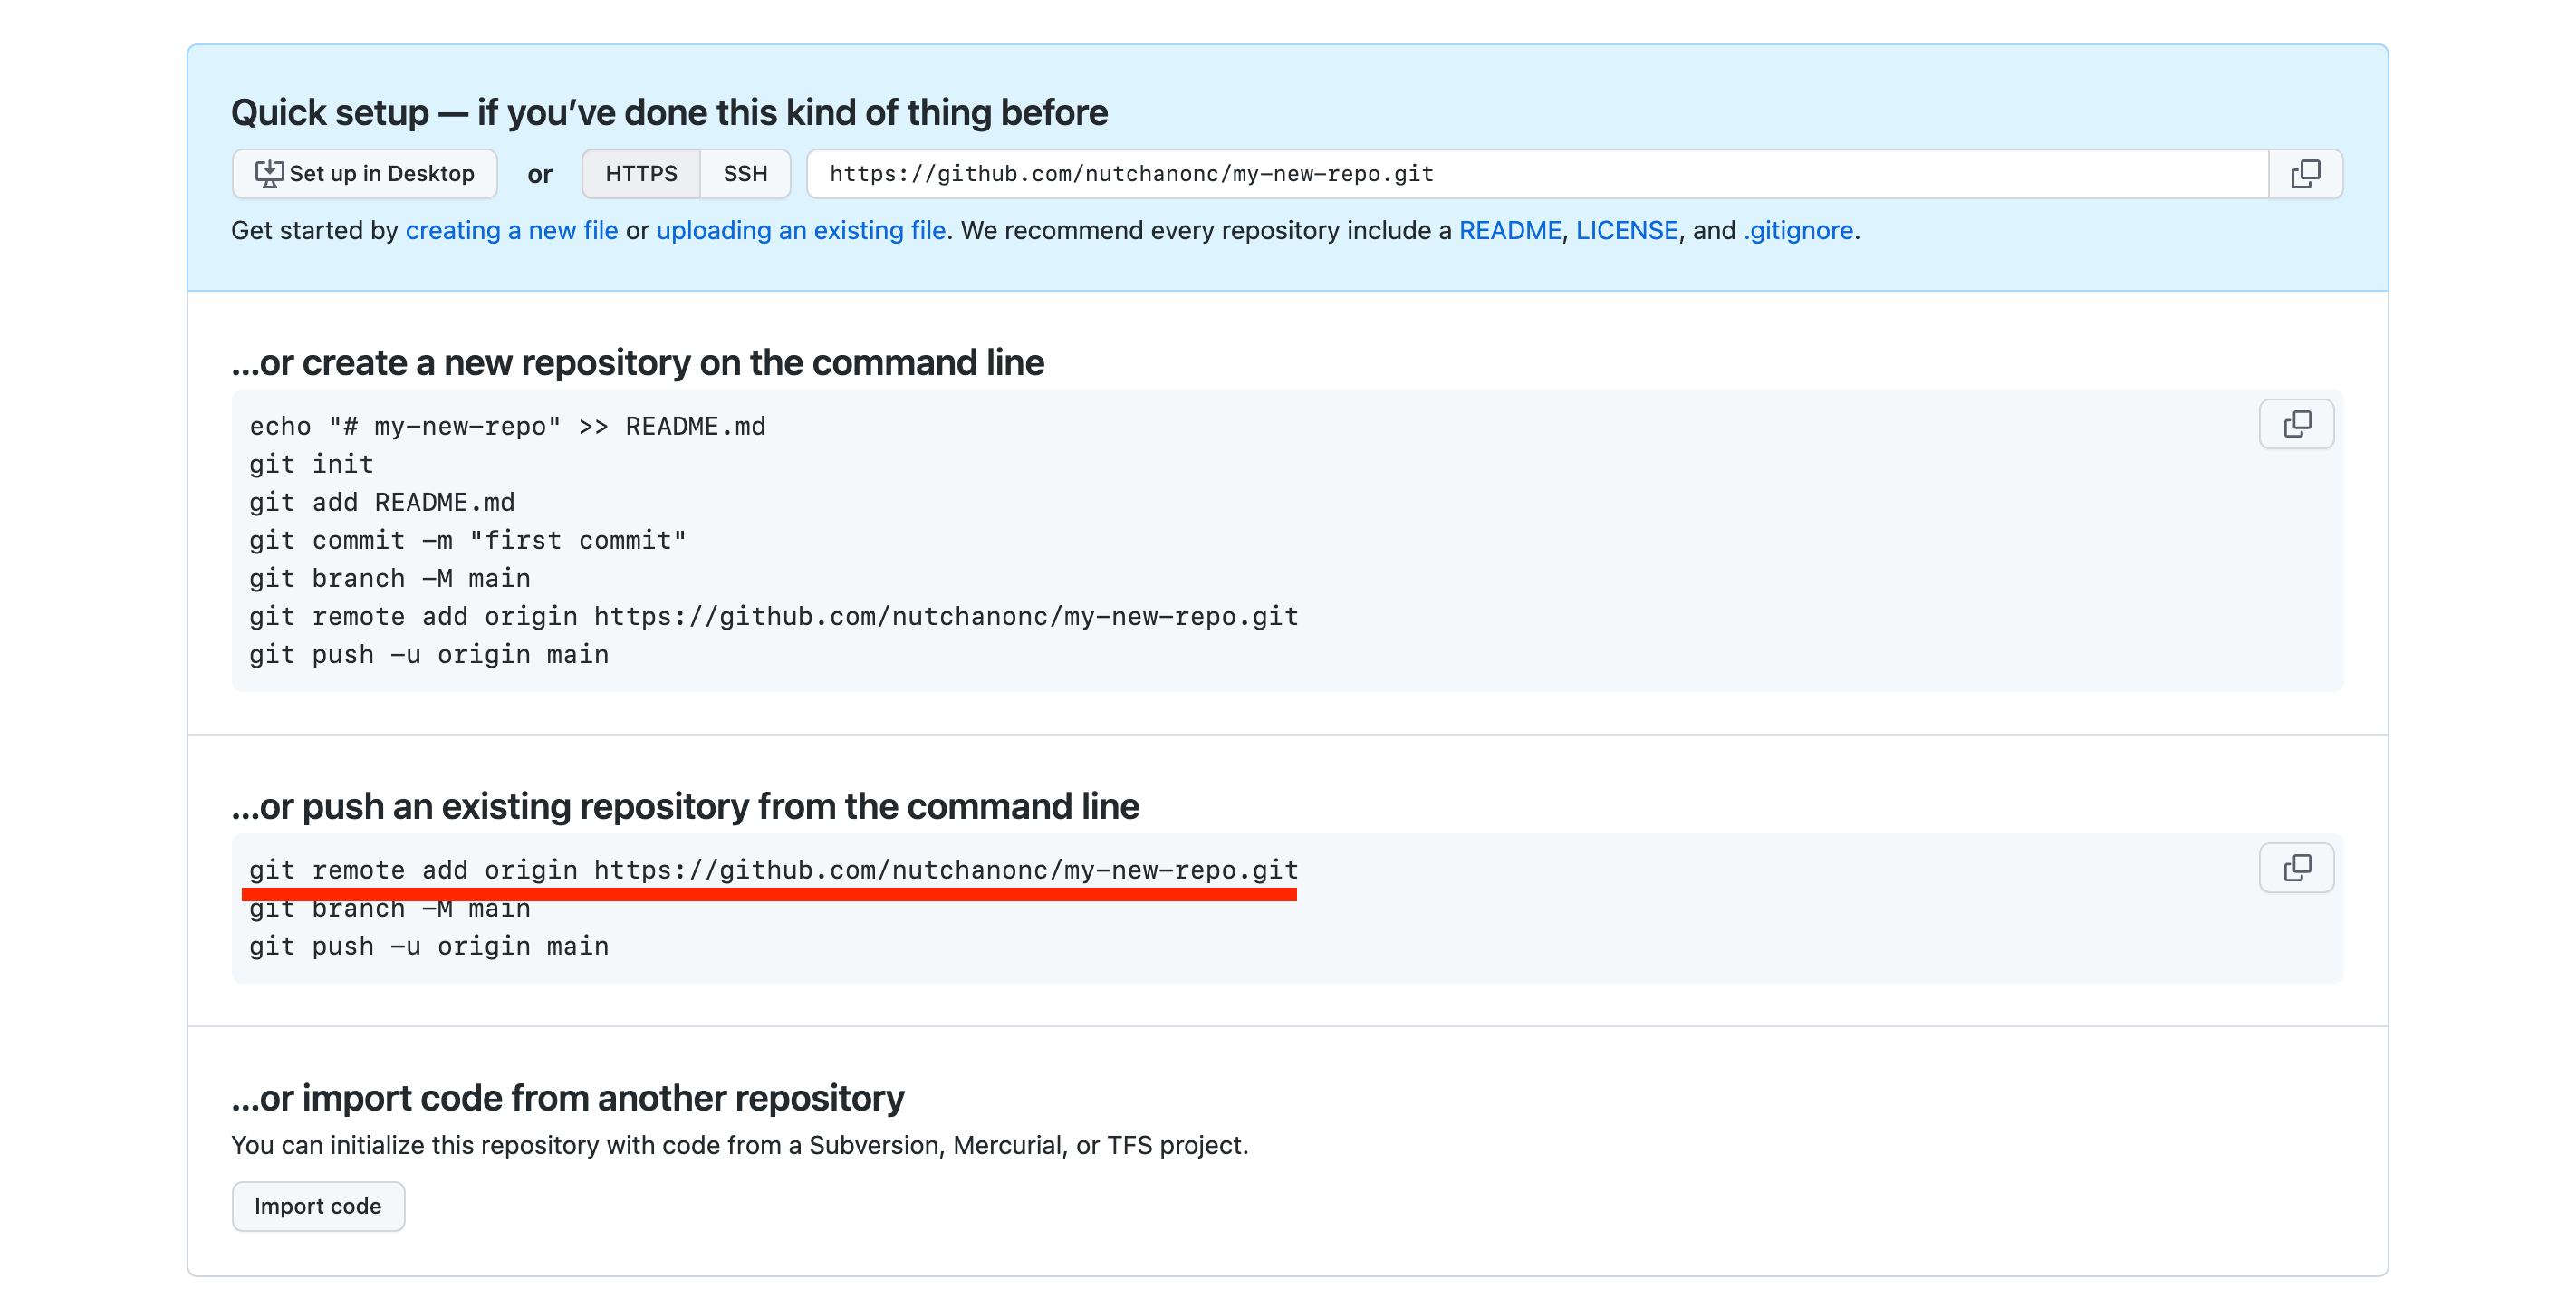 Quick setup — if you’ve done this kind of thing before
Set up in Desktop or HTTPS SSH https://github.com/nutchanonc/my-new-repo.git
Get started by creating a new file or uploading an existing file. We recommend every repository include a README, LICENSE, and .gitignore.
…or create a new repository on the command line
echo "# my-new-repo" >> README.md
git init
git add README.md
git commit -m "first commit"
git branch -M main
git remote add origin https://github.com/nutchanonc/my-new-repo.git
git push -u origin main
…or push an existing repository from the command line
git remote add origin https://github.com/nutchanonc/my-new-repo.git
git branch -M main
git push -u origin main
…or import code from another repository
You can initialize this repository with code from a Subversion, Mercurial, or TFS project.
Import code